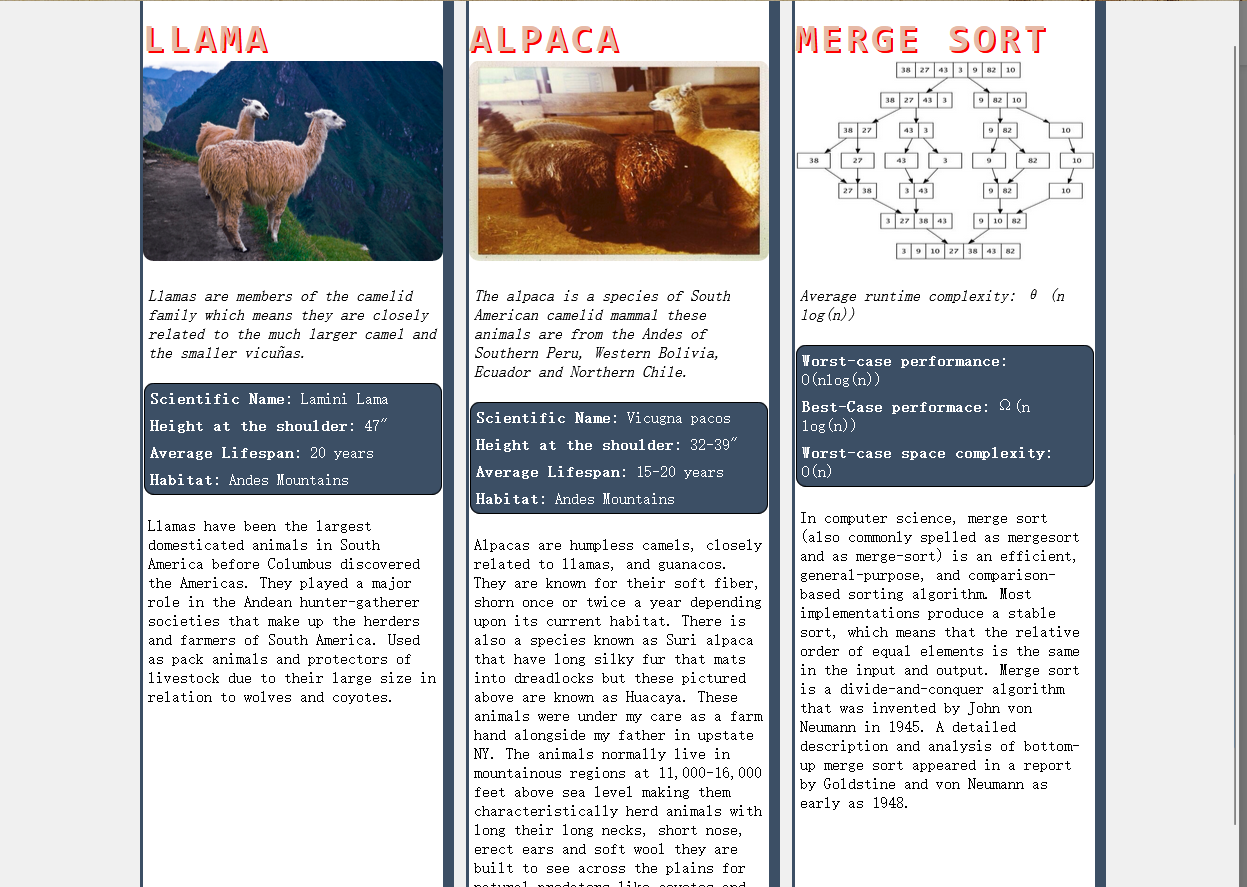 LLAMA
Llamas are members of the camelid
family which means they are closely
related to the much larger camel and
the smaller vicuñas.
Scientific Name: Lamini Lama
Height at the shoulder: 47″
Average Lifespan: 20 years
Habitat: Andes Mountains
Llamas have been the largest
domesticated animals in South
America before Columbus discovered
the Americas. They played a major
role in the Andean hunter-gatherer
societies that make up the herders
and farmers of South America. Used
as pack animals and protectors of
livestock due to their large size in
relation to wolves and coyotes.
ALPACA
The alpaca is a species of South
American camelid mammal these
animals are from the Andes of
Southern Peru, Western Bolivia,
Ecuador and Northern Chile.
Scientific Name: Vicugna pacos
Height at the shoulder: 32-39″
Average Lifespan: 15-20 years
Habitat: Andes Mountains
Alpacas are humpless camels, closely
related to llamas, and guanacos.
They are known for their soft fiber,
shorn once or twice a year depending
upon its current habitat. There is
also a species known as Suri alpaca
that have long silky fur that mats
into dreadlocks but these pictured
above are known as Huacaya. These
animals were under my care as a farm
hand alongside my father in upstate
NY. The animals normally live in
mountainous regions at 11,000-16,000
feet above sea level making them
characteristically herd animals with
long their long necks, short nose,
erect ears and soft wool they are
built to see across the plains for
natural predators like coyotes and
MERGE SORT
38 27 43 3 9 82 10
38 27 43 3 9 82 10
38 27 43 3 9 82 10
38 27 43 3 9 82 10
27 38 3 43 9 82 10
3 27 38 43 9 10 82
3 9 10 27 38 43 82
Average runtime complexity: θ (n
log(n))
Worst-case performance:
O(nlog(n))
Best-Case performace: Ω(n
log(n))
Worst-case space complexity:
O(n)
In computer science, merge sort
(also commonly spelled as mergesort
and as merge-sort) is an efficient,
general-purpose, and comparison-
based sorting algorithm. Most
implementations produce a stable
sort, which means that the relative
order of equal elements is the same
in the input and output. Merge sort
is a divide-and-conquer algorithm
that was invented by John von
Neumann in 1945. A detailed
description and analysis of bottom-
up merge sort appeared in a report
by Goldstine and von Neumann as
early as 1948.